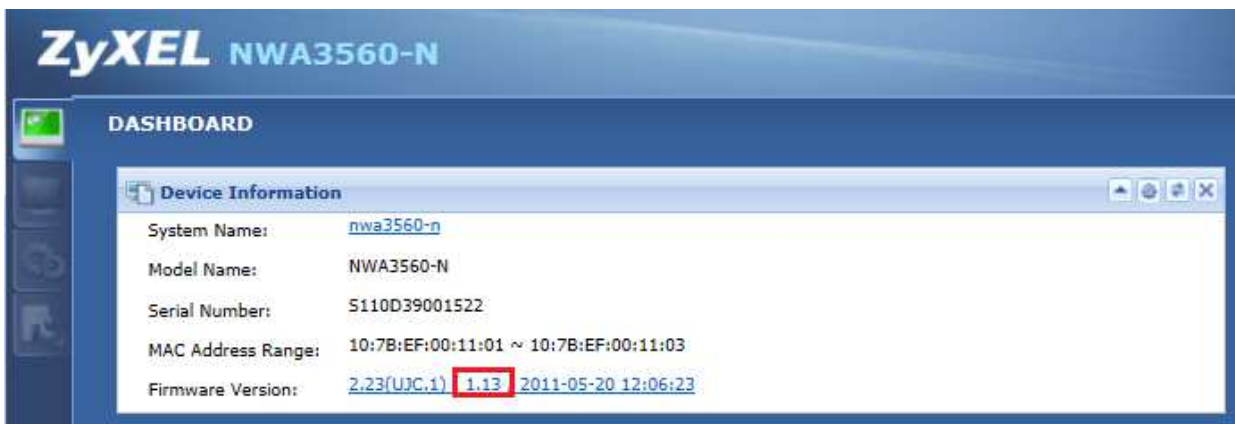 ZyXEL NWA3560-N
DASHBOARD
Device Information
System Name: nwa3560-n
Model Name: NWA3560-N
Serial Number: S110D39001522
MAC Address Range: 10:7B:EF:00:11:01 ~ 10:7B:EF:00:11:03
Firmware Version: 2.23(UJC.1) 1.13 2011-05-20 12:06:23